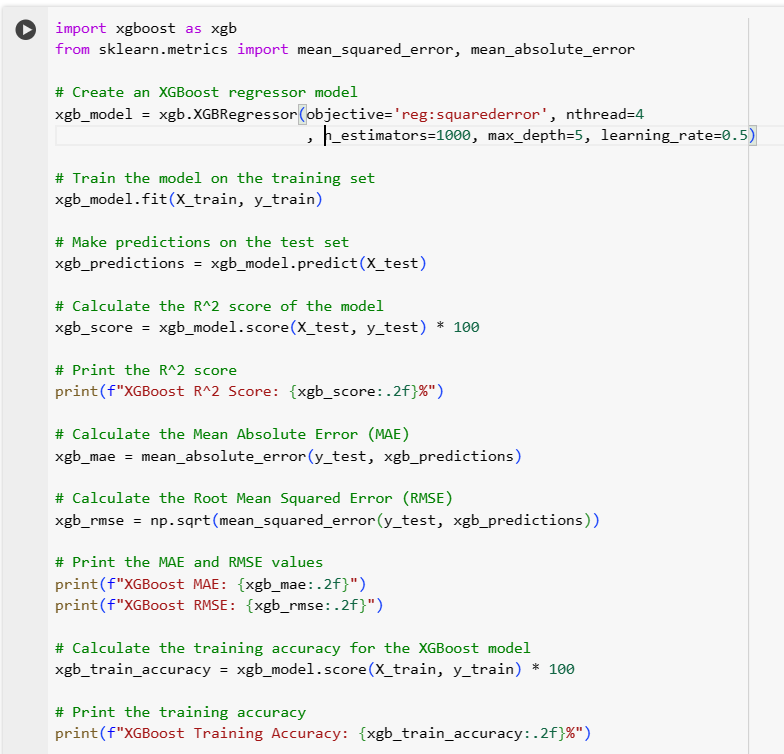 import xgboost as xgb
from sklearn.metrics import mean_squared_error, mean_absolute_error
# Create an XGBoost regressor model
xgb_model = xgb.XGBRegressor(objective='reg:squarederror', nthread=4
, n_estimators=1000, max_depth=5, learning_rate=0.5)
# Train the model on the training set
xgb_model.fit(X_train, y_train)
# Make predictions on the test set
xgb_predictions = xgb_model.predict(X_test)
# Calculate the R^2 score of the model
xgb_score = xgb_model.score(X_test, y_test) * 100
# Print the R^2 score
print(f"XGBoost R^2 Score: {xgb_score:.2f}%")
# Calculate the Mean Absolute Error (MAE)
xgb_mae = mean_absolute_error(y_test, xgb_predictions)
# Calculate the Root Mean Squared Error (RMSE)
xgb_rmse = np.sqrt(mean_squared_error(y_test, xgb_predictions))
# Print the MAE and RMSE values
print(f"XGBoost MAE: {xgb_mae:.2f}")
print(f"XGBoost RMSE: {xgb_rmse:.2f}")
# Calculate the training accuracy for the XGBoost model
xgb_train_accuracy = xgb_model.score(X_train, y_train) * 100
# Print the training accuracy
print(f"XGBoost Training Accuracy: {xgb_train_accuracy:.2f}%")